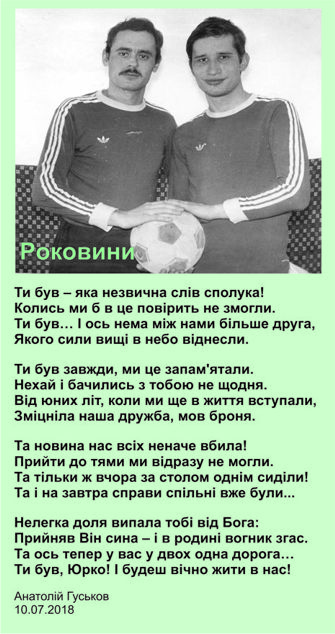 Роковини
Ти був – яка незвична слів сполука!
Колись ми б в це повірить не змогли.
Ти був... І ось нема між нами більше друга,
Якого сили вищі в небо віднесли.
Ти був завжди, ми це запам'ятали.
Нехай і бачились з тобою не щодня.
Від юних літ, коли ми ще в життя вступали,
Зміцніла наша дружба, мов броня.
Та новина нас всіх неначе вбила!
Прийти до тями ми відразу не могли.
Та тільки ж вчора за столом однім сиділи!
Та і на завтра справи спільні вже були...
Нелегка доля випала тобі від Бога:
Прийняв Він сина – і в родині вогник згас.
Та ось тепер у вас у двох одна дорога...
Ти був, Юрко! І будеш вічно жити в нас!
Анатолій Гуськов
10.07.2018